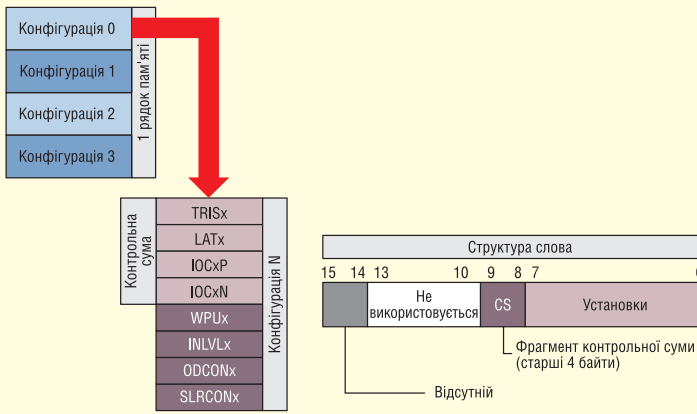 Конфігурація 0
Конфігурація 1
Конфігурація 2
Конфігурація 3
1 рядок пам'яті
Контрольна
сума
TRISx
LATx
IOCxP
IOCxN
WPUx
INLVLx
ODCONx
SLRCONx
Конфігурація N
Структура слова
15 14 13 10 9 8 7
Не
використовується
CS
Установки
Фрагмент контрольної суми
(старші 4 байти)
Відсутній